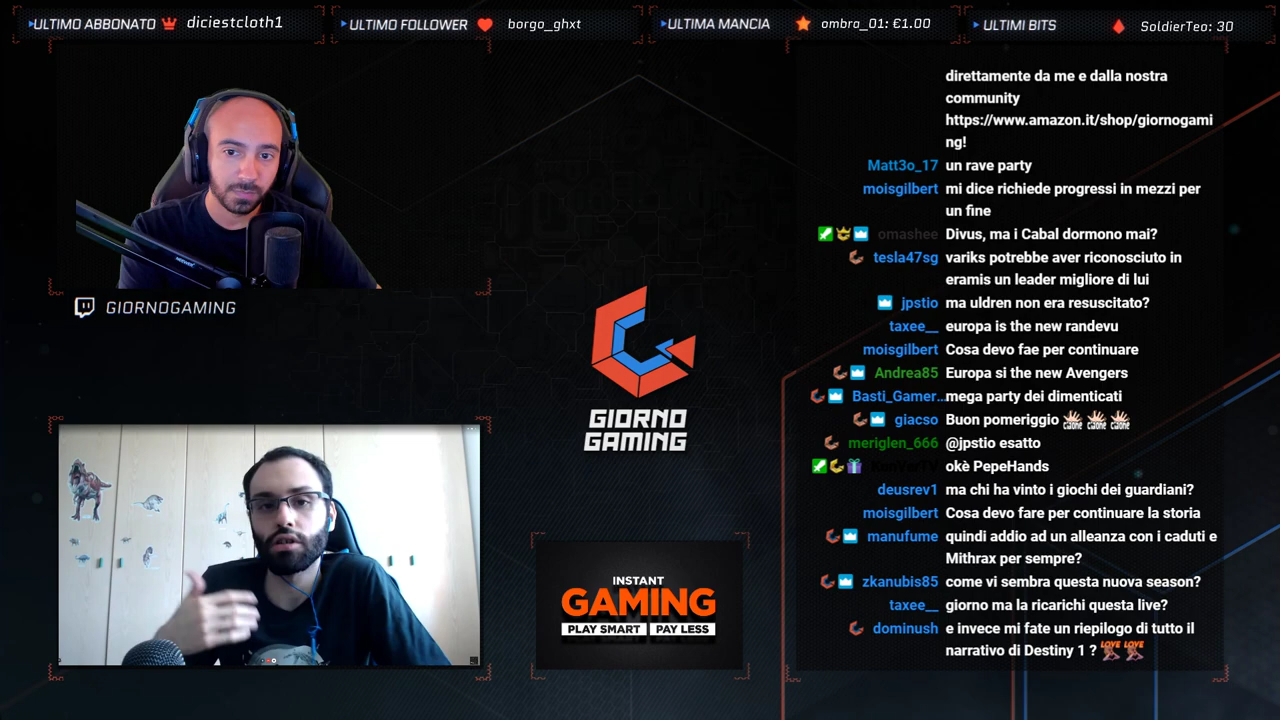 ULTIMO ABBONATO diciestcloth1
ULTIMO FOLLOWER borgo_ghxt
ULTIMA MANCIA ombra_01: €1.00
ULTIMI BITS SoldierTeo: 30
GIORNOGAMING
GIORNO
GAMING
INSTANT
GAMING
PLAY SMART PAY LESS
direttamente da me e dalla nostra
community
https://www.amazon.it/shop/giornogami
ng!
Matt3o_17 un rave party
moisgilbert mi dice richiede progressi in mezzi per
un fine
omashee Divus, ma i Cabal dormono mai?
tesla47sg variks potrebbe aver riconosciuto in
eramis un leader migliore di lui
jpstio ma uldren non era resuscitato?
taxee__ europa is the new randevu
moisgilbert Cosa devo fae per continuare
Andrea85 Europa si the new Avengers
Basti_Gamer... mega party dei dimenticati
giacso Buon pomeriggio
meriglen_666 @jpstio esatto
okè PepeHands
deusrev1 ma chi ha vinto i giochi dei guardiani?
moisgilbert Cosa devo fare per continuare la storia
manufume quindi addio ad un alleanza con i caduti e
Mithrax per sempre?
zkanubis85 come vi sembra questa nuova season?
taxee__ giorno ma la ricarichi questa live?
dominush e invece mi fate un riepilogo di tutto il
narrativo di Destiny 1 ? LOVE LOVE